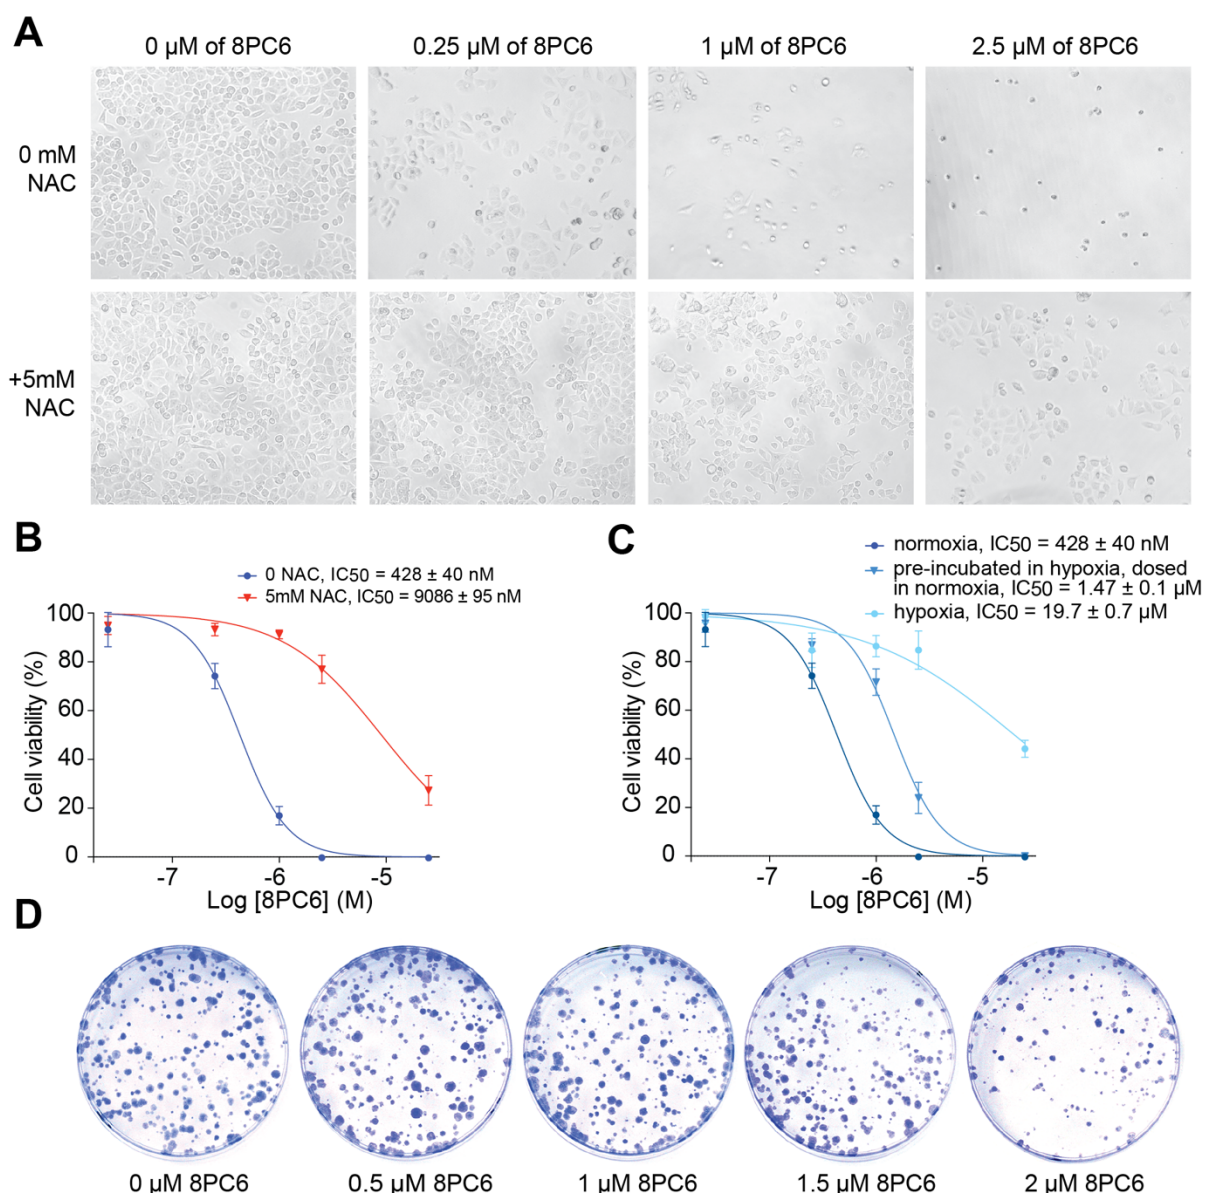 A
0 µM of 8PC6
0.25 µM of 8PC6
1 µM of 8PC6
2.5 µM of 8PC6
0 mM
NAC
+5mM
NAC
B
0 NAC, IC50 = 428 ± 40 nM
5mM NAC, IC50 = 9086 ± 95 nM
Cell viability (%)
100
80
60
40
20
0
-7
-6
-5
Log [8PC6] (M)
C
normoxia, IC50 = 428 ± 40 nM
pre-incubated in hypoxia, dosed
in normoxia, IC50 = 1.47 ± 0.1 µM
hypoxia, IC50 = 19.7 ± 0.7 µM
Cell viability (%)
100
80
60
40
20
0
-7
-6
-5
Log [8PC6] (M)
D
0 µM 8PC6
0.5 µM 8PC6
1 µM 8PC6
1.5 µM 8PC6
2 µM 8PC6